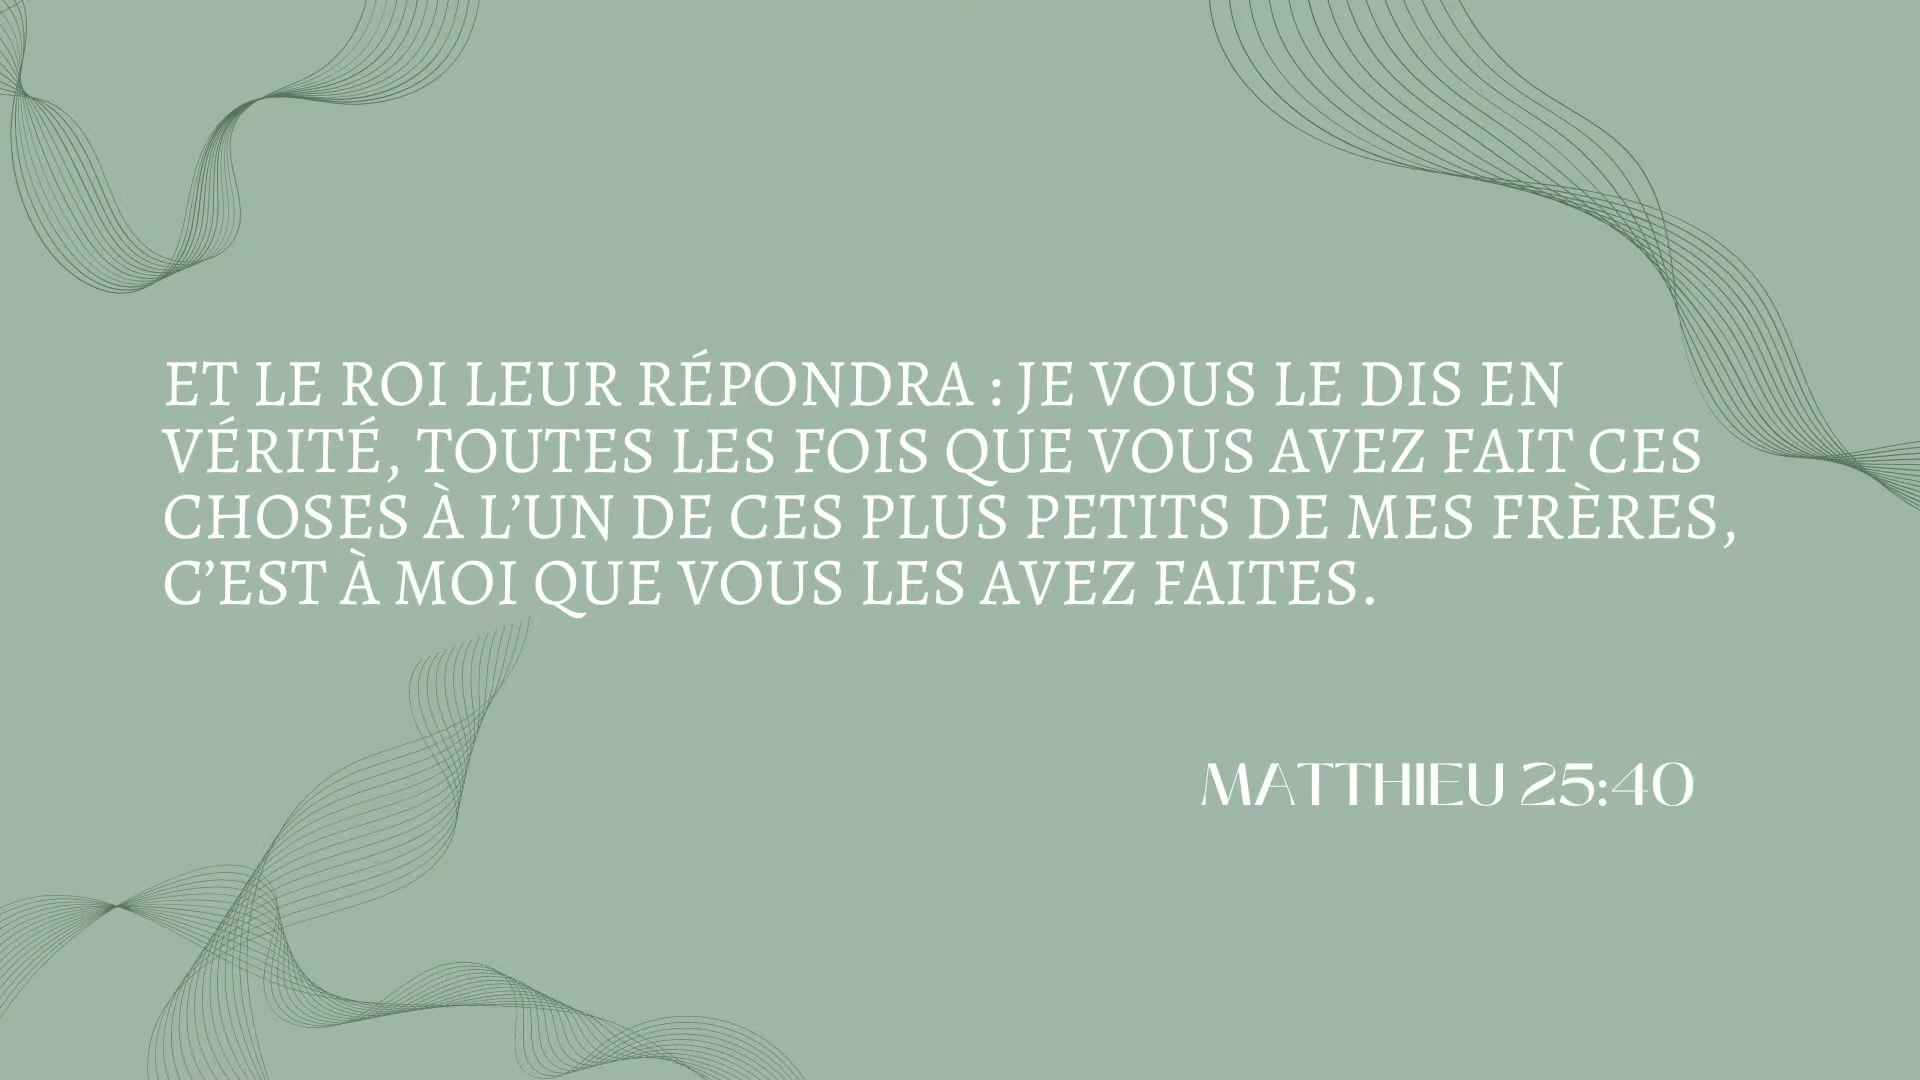 ET LE ROI LEUR RÉPONDRA : JE VOUS LE DIS EN
VÉRITÉ, TOUTES LES FOIS QUE VOUS AVEZ FAIT CES
CHOSES À L’UN DE CES PLUS PETITS DE MES FRÈRES,
C’EST À MOI QUE VOUS LES AVEZ FAITES.
MATTHIEU 25:40